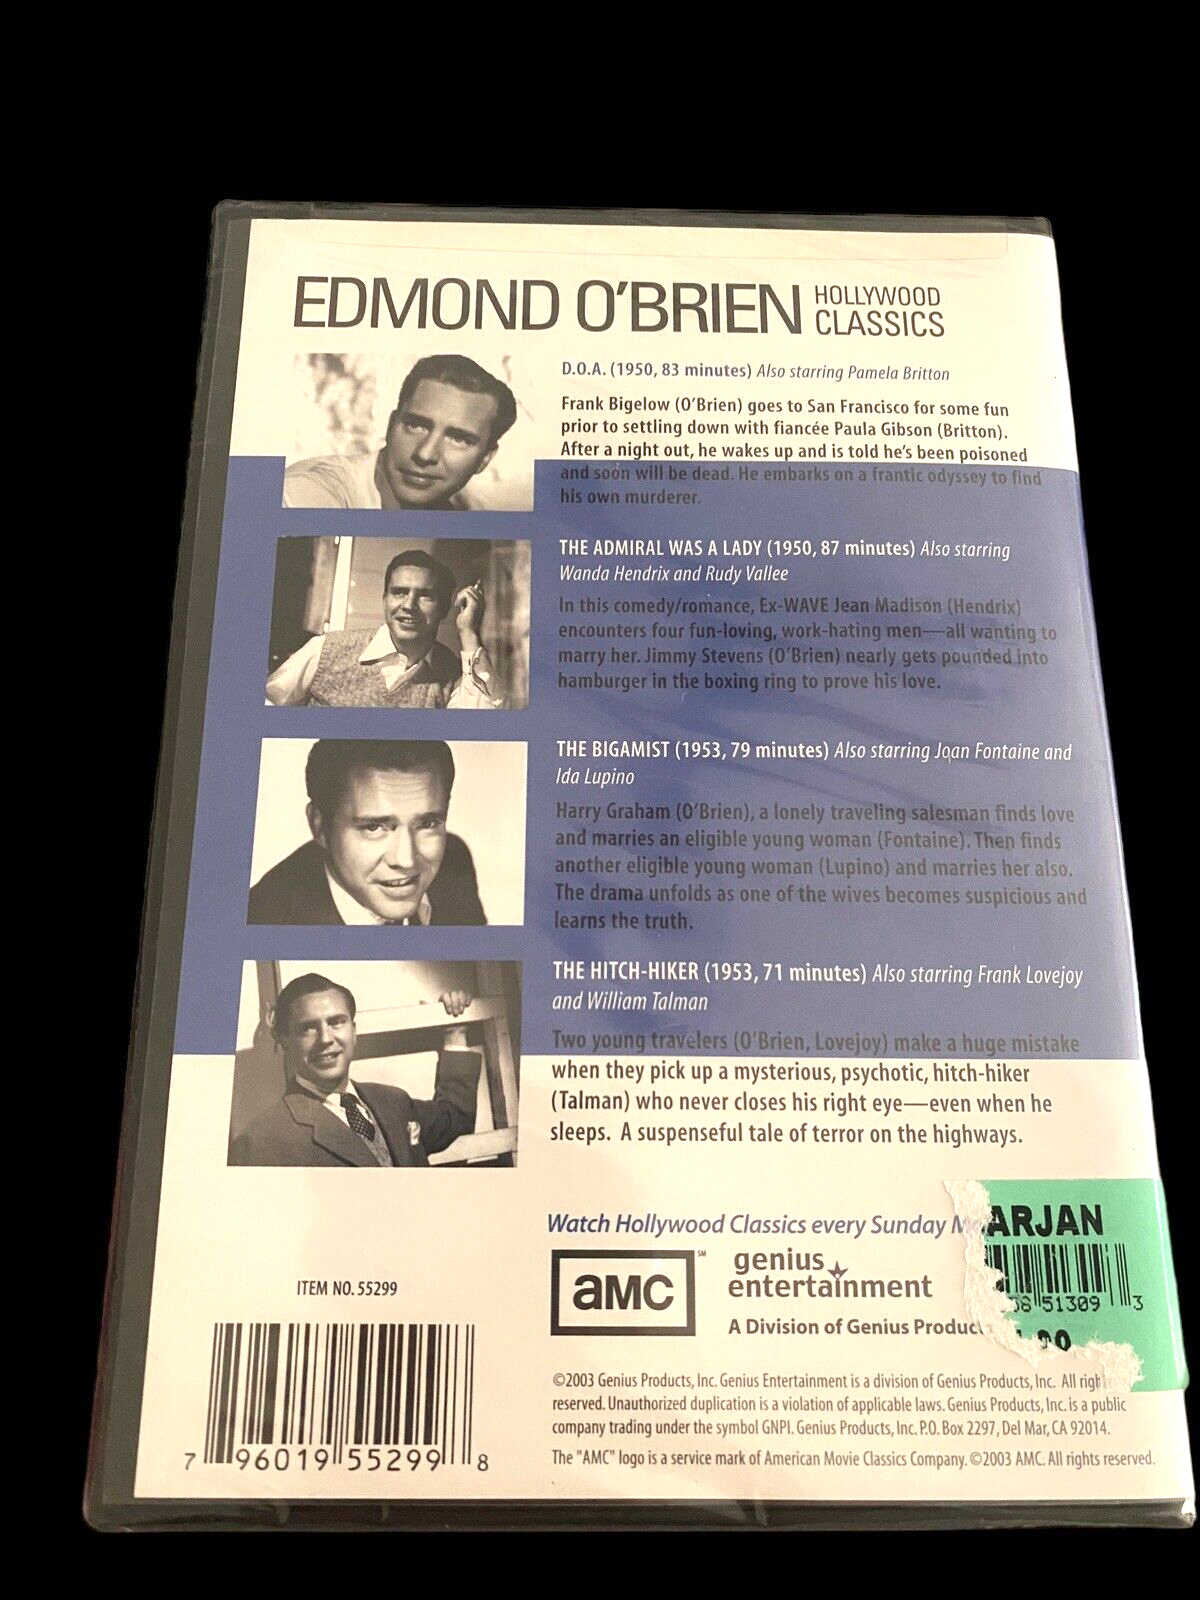 EDMOND O'BRIEN HOLLYWOOD CLASSICS
D.O.A. (1950, 83 minutes) Also starring Pamela Britton
Frank Bigelow (O'Brien) goes to San Francisco for some fun
prior to settling down with fiancée Paula Gibson (Britton).
After a night out, he wakes up and is told he's been poisoned
and soon will be dead. He embarks on a frantic odyssey to find
his own murderer.
THE ADMIRAL WAS A LADY (1950, 87 minutes) Also starring
Wanda Hendrix and Rudy Vallee
In this comedy/romance, Ex-WAVE Jean Madison (Hendrix)
encounters four fun-loving, work-hating men—all wanting to
marry her. Jimmy Stevens (O'Brien) nearly gets pounded into
hamburger in the boxing ring to prove his love.
THE BIGAMIST (1953, 79 minutes) Also starring Joan Fontaine and
Ida Lupino
Harry Graham (O'Brien), a lonely traveling salesman finds love
and marries an eligible young woman (Fontaine). Then finds
another eligible young woman (Lupino) and marries her also.
The drama unfolds as one of the wives becomes suspicious and
learns the truth.
THE HITCH-HIKER (1953, 71 minutes) Also starring Frank Lovejoy
and William Talman
Two young travelers (O'Brien, Lovejoy) make a huge mistake
when they pick up a mysterious, psychotic, hitch-hiker
(Talman) who never closes his right eye—even when he
sleeps. A suspenseful tale of terror on the highways.
Watch Hollywood Classics every Sunday
ARJAN
51309 3
AMC SM
genius
entertainment
A Division of Genius
ITEM NO. 55299
7 96019 55299 8
©2003 Genius Products, Inc. Genius Entertainment is a division of Genius Products, Inc. All
reserved. Unauthorized duplication is a violation of applicable laws. Genius Products, Inc. is a public
company trading under the symbol GNPI. Genius Products, Inc. P.O. Box 2297, Del Mar, CA 92014.
The "AMC" logo is a service mark of American Movie Classics Company. ©2003 AMC. All rights reserved.